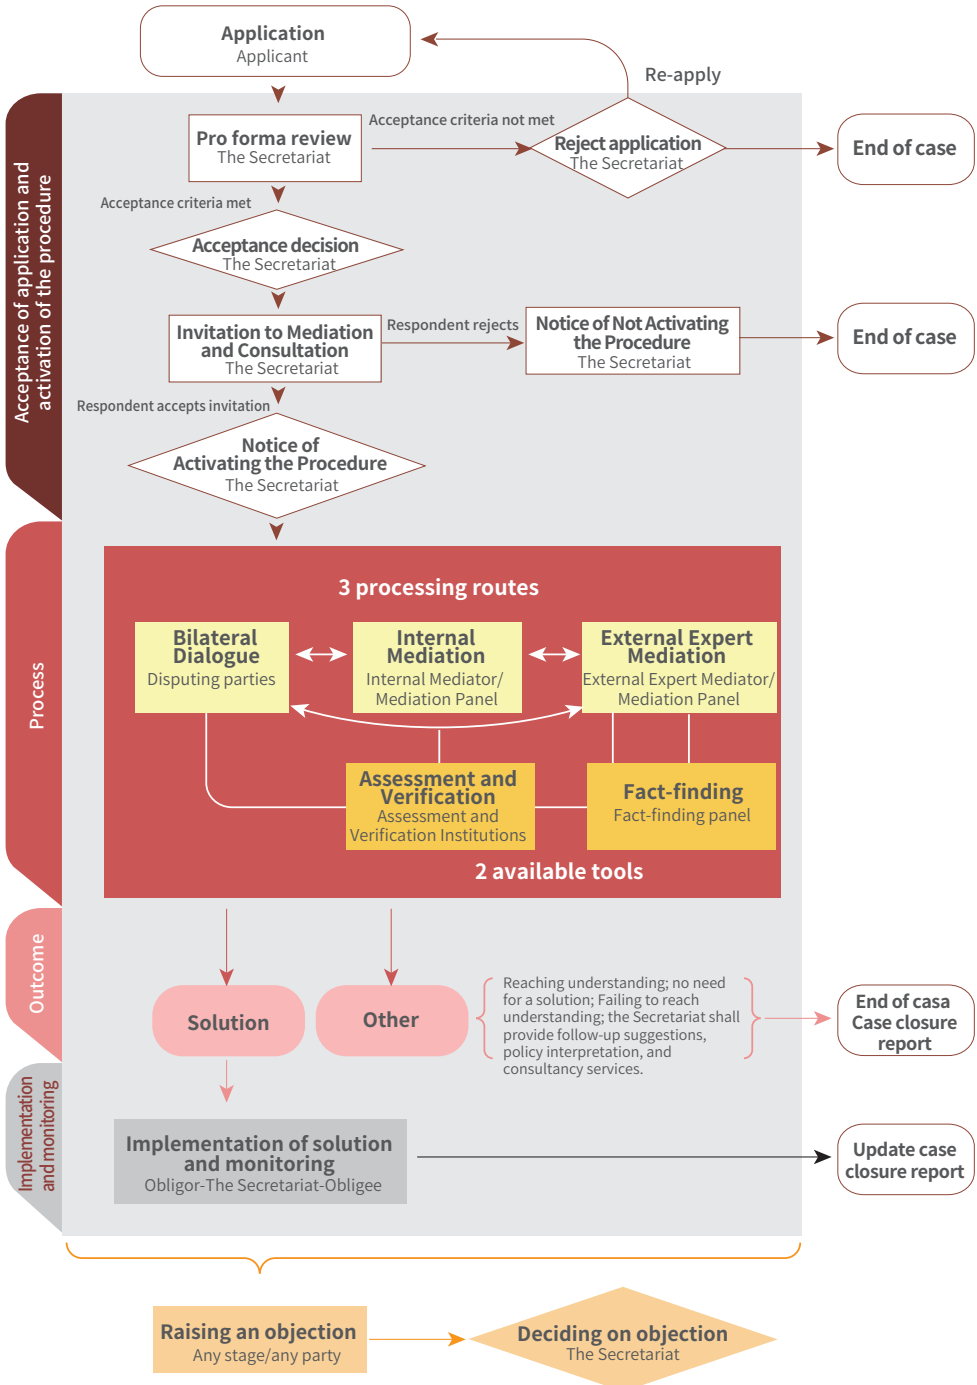 Application
Applicant
Re-apply
Acceptance of application and
activation of the procedure
Pro forma review
The Secretariat
Acceptance criteria not met
Reject application
The Secretariat
End of case
Acceptance criteria met
Acceptance decision
The Secretariat
Invitation to Mediation
and Consultation
The Secretariat
Respondent rejects
Notice of Not Activating
the Procedure
The Secretariat
End of case
Respondent accepts invitation
Notice of
Activating the Procedure
The Secretariat
Process
3 processing routes
Bilateral
Dialogue
Disputing parties
Internal
Mediation
Internal Mediator/
Mediation Panel
External Expert
Mediation
External Expert Mediator/
Mediation Panel
Assessment and
Verification
Assessment and
Verification Institutions
Fact-finding
Fact-finding panel
2 available tools
Outcome
Solution
Other
Reaching understanding; no need
for a solution; Failing to reach
understanding; the Secretariat shall
provide follow-up suggestions,
policy interpretation, and
consultancy services.
End of casa
Case closure
report
Implementation
and monitoring
Implementation of solution
and monitoring
Obligor-The Secretariat-Obligee
Update case
closure report
Raising an objection
Any stage/any party
Deciding on objection
The Secretariat